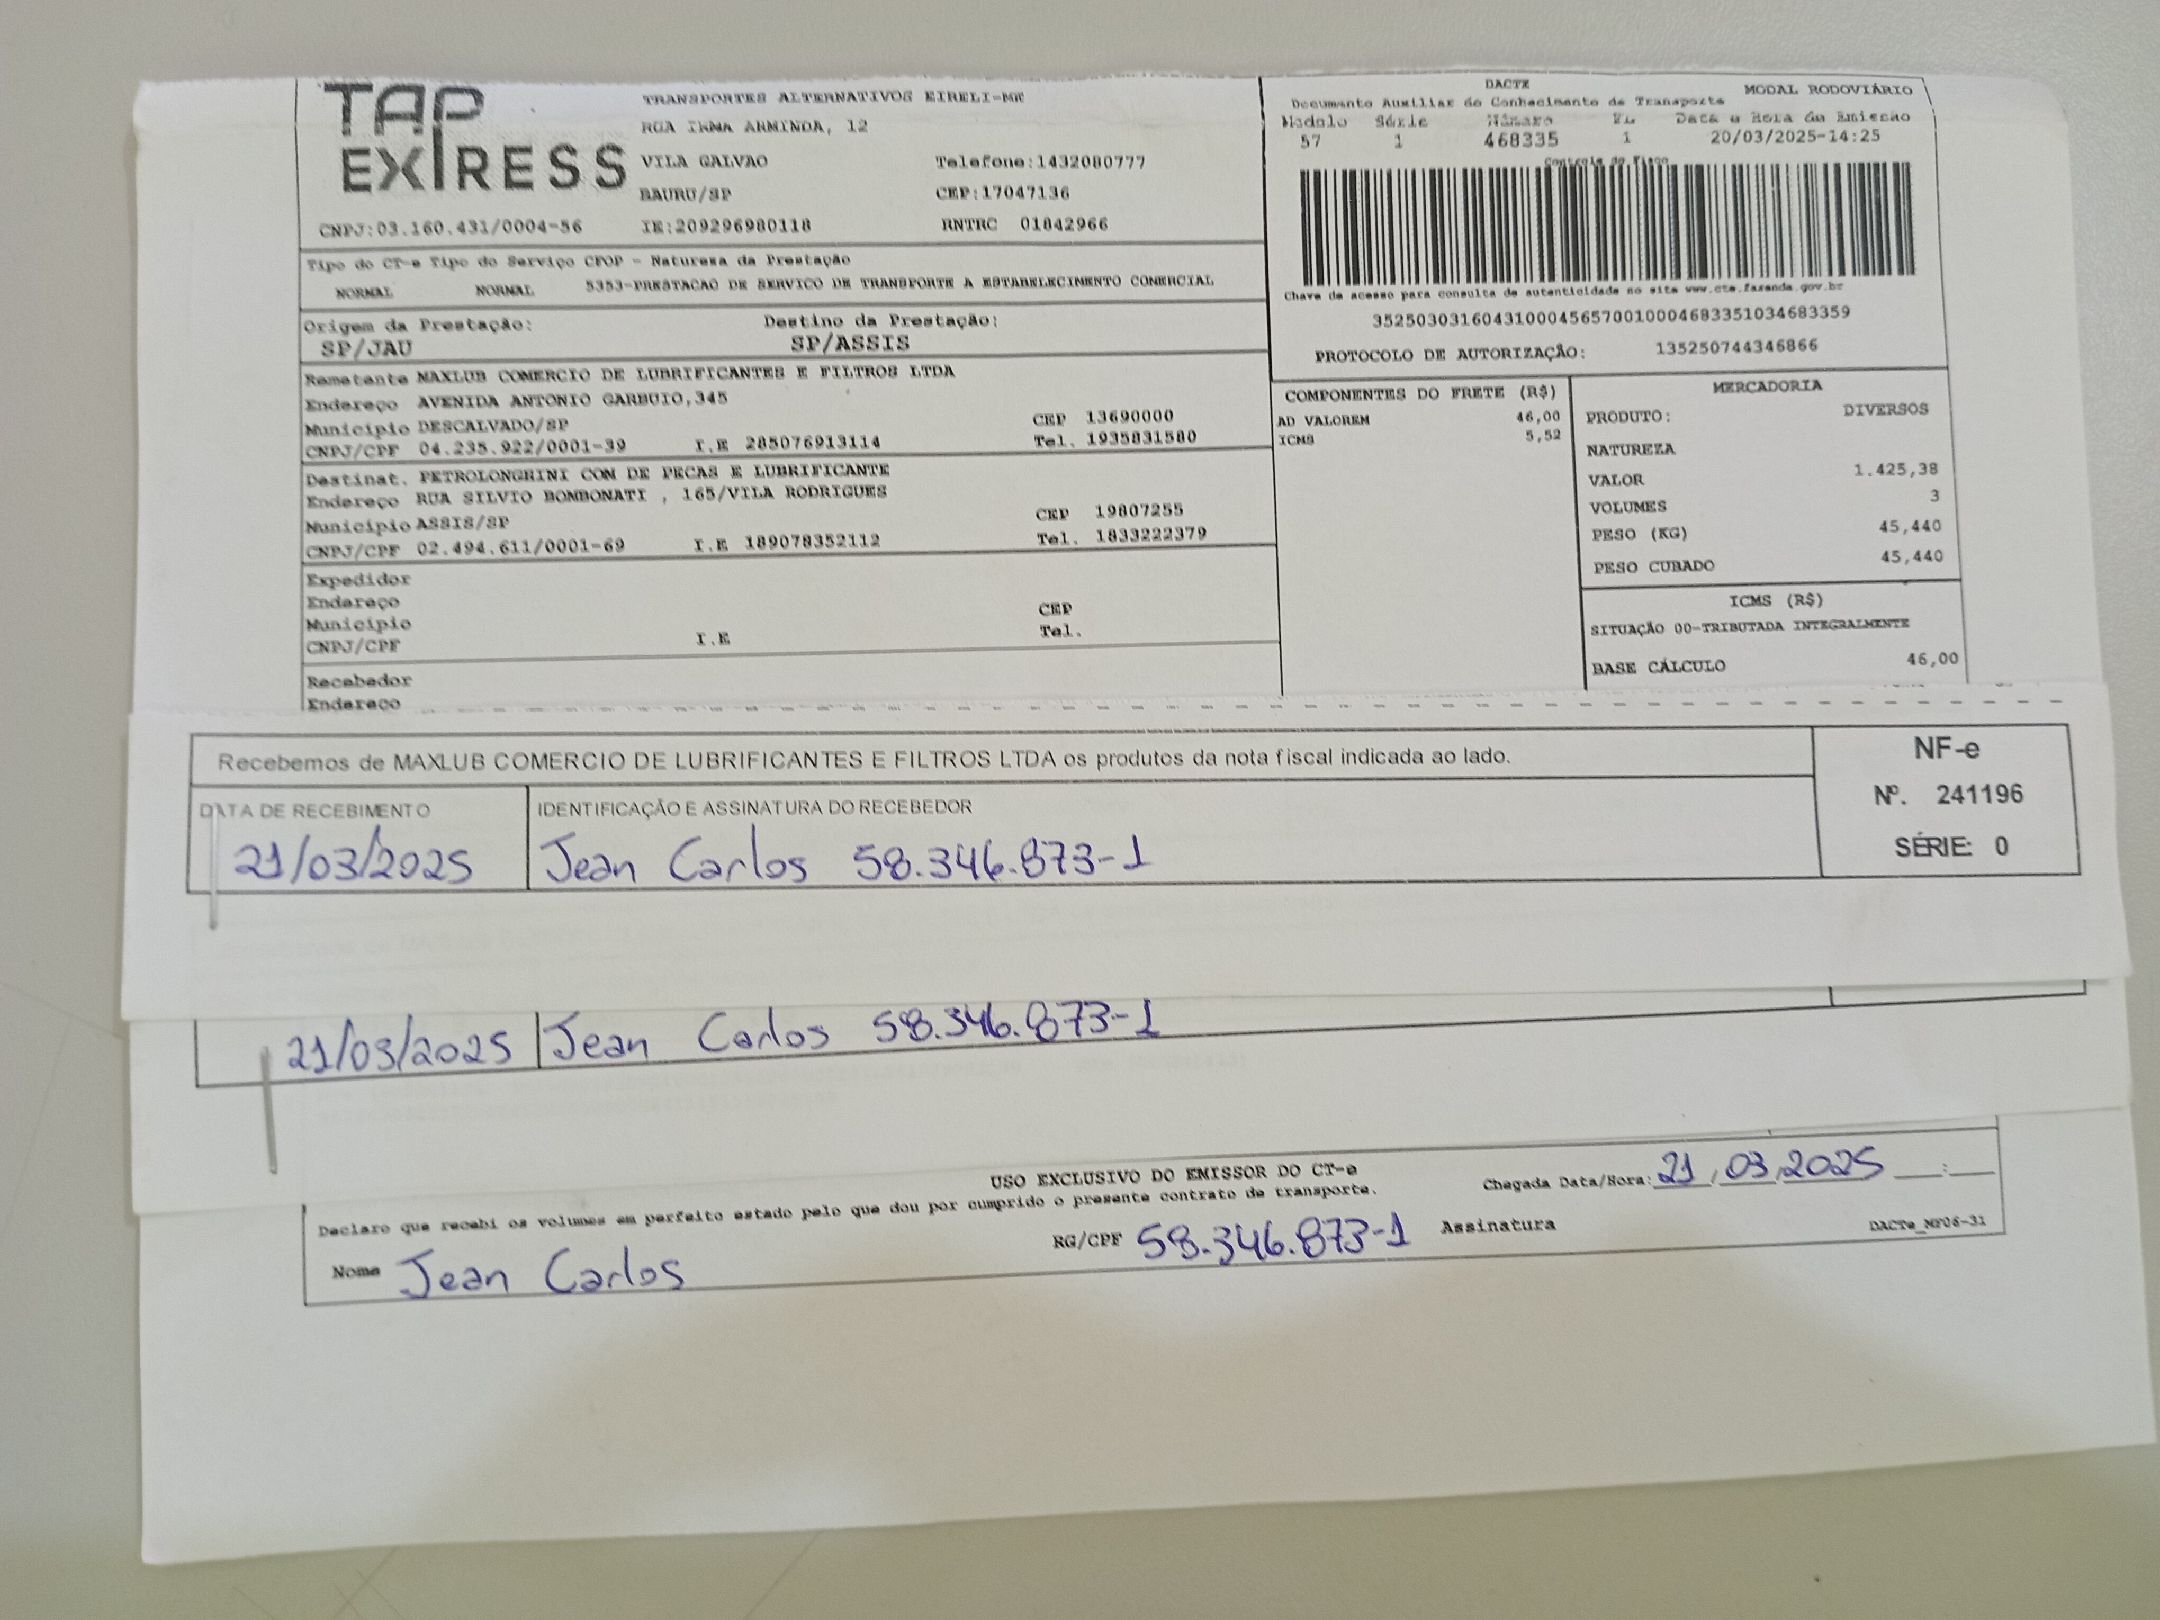 TAP EXPRESS
TRANSPORTES ALTERNATIVOS EIRELI-ME
RUA IRMA ARMINDA, 12
VILA GALVAO Telefone:1432080777
BAURU/SP CEP:17047136
CNPJ:03.160.431/0004-56 IE:209296980118 RNTRC 01842966
DACTE MODAL RODOVIÁRIO
Documento Auxiliar do Conhecimento de Transporte
Modelo Série Número FL Data e Hora da Emissão
57 1 468335 1 20/03/2025-14:25
Controle do Fisco
Chave de acesso para consulta de autenticidade no site www.cte.fazenda.gov.br
35250303160431000456570010004683351034683359
PROTOCOLO DE AUTORIZAÇÃO: 135250744346866
Tipo do CT-e Tipo do Serviço CFOP - Natureza da Prestação
NORMAL NORMAL 5353-PRESTACAO DE SERVICO DE TRANSPORTE A ESTABELECIMENTO COMERCIAL
Origem da Prestação: Destino da Prestação:
SP/JAU SP/ASSIS
Remetente MAXLUB COMERCIO DE LUBRIFICANTES E FILTROS LTDA
Endereço AVENIDA ANTONIO GARBUIO,345
Município DESCALVADO/SP CEP 13690000
CNPJ/CPF 04.235.922/0001-39 I.E 285076913114 Tel. 1935831580
Destinat. PETROLONGHINI COM DE PECAS E LUBRIFICANTE
Endereço RUA SILVIO BOMBONATI , 165/VILA RODRIGUES
Município ASSIS/SP CEP 19807255
CNPJ/CPF 02.494.611/0001-69 I.E 189078352112 Tel. 1833222379
Expedidor
Endereço
Município CEP
CNPJ/CPF I.E Tel.
Recebedor
Endereço
COMPONENTES DO FRETE (R$)
AD VALOREM 46,00
ICMS 5,52
MERCADORIA
PRODUTO: DIVERSOS
NATUREZA
VALOR 1.425,38
VOLUMES 3
PESO (KG) 45,440
PESO CUBADO 45,440
ICMS (R$)
SITUAÇÃO 00-TRIBUTADA INTEGRALMENTE
BASE CÁLCULO 46,00
Recebemos de MAXLUB COMERCIO DE LUBRIFICANTES E FILTROS LTDA os produtos da nota fiscal indicada ao lado.
NF-e
Nº. 241196
SÉRIE: 0
DATA DE RECEBIMENTO IDENTIFICAÇÃO E ASSINATURA DO RECEBEDOR
21/03/2025 Jean Carlos 58.346.873-1
21/03/2025 Jean Carlos 58.346.873-1
USO EXCLUSIVO DO EMISSOR DO CT-e
Chegada Data/Hora: 21/03/2025 __:__
Declaro que recebi os volumes em perfeito estado pelo que dou por cumprido o presente contrato de transporte.
Nome Jean Carlos RG/CPF 58.346.873-1 Assinatura DACTe_MF06-31